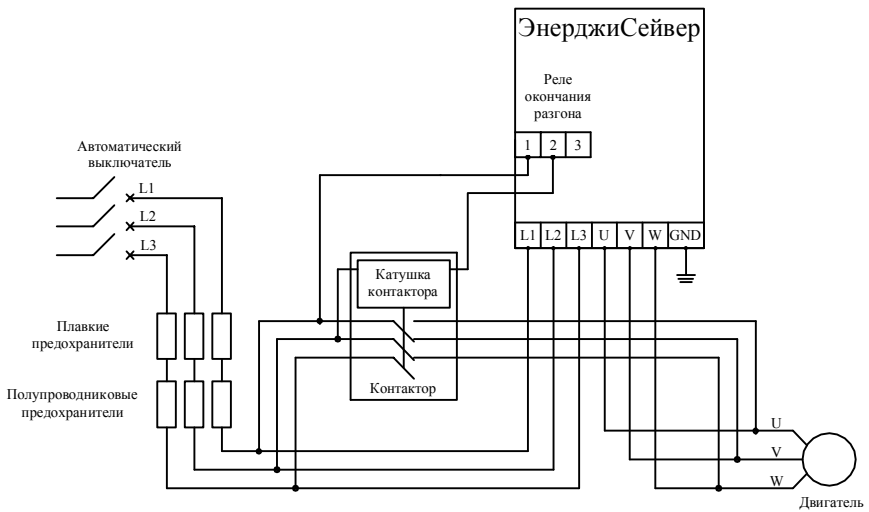 ЭнерджиСейвер
Реле
окончания
разгона
1 2 3
Автоматический
выключатель
L1
L2
L3
L1 L2 L3 U V W GND
Катушка
контактора
Плавкие
предохранители
Контактор
Полупроводниковые
предохранители
U
V
W
Двигатель